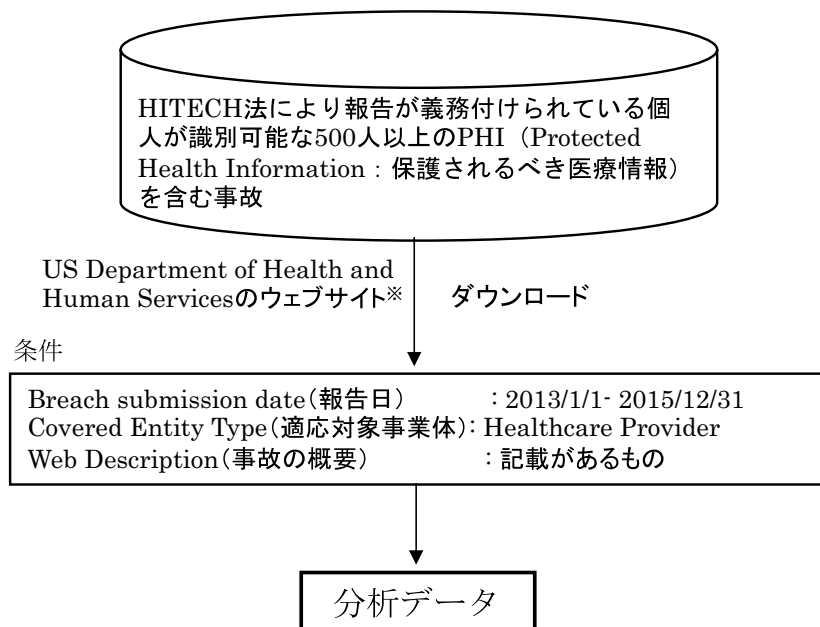 HITECH法により報告が義務付けられている個
人が識別可能な500人以上のPHI（Protected
Health Information：保護されるべき医療情報）
を含む事故
US Department of Health and
Human Servicesのウェブサイト※
ダウンロード
条件
Breach submission date(報告日)　　　：2013/1/1- 2015/12/31
Covered Entity Type(適応対象事業体)：Healthcare Provider
Web Description(事故の概要)　　　　：記載があるもの
分析データ